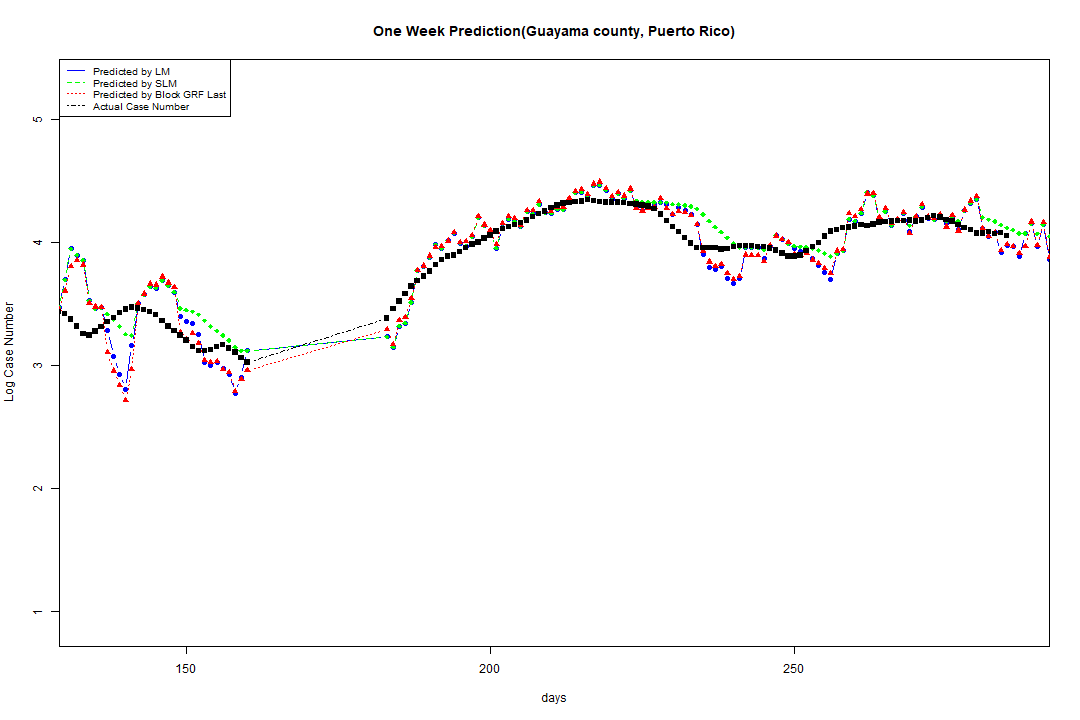 One Week Prediction(Guayama county, Puerto Rico)
Predicted by LM
Predicted by SLM
Predicted by Block GRF Last
Actual Case Number
5
4
3
2
1
Log Case Number
150
200
250
days